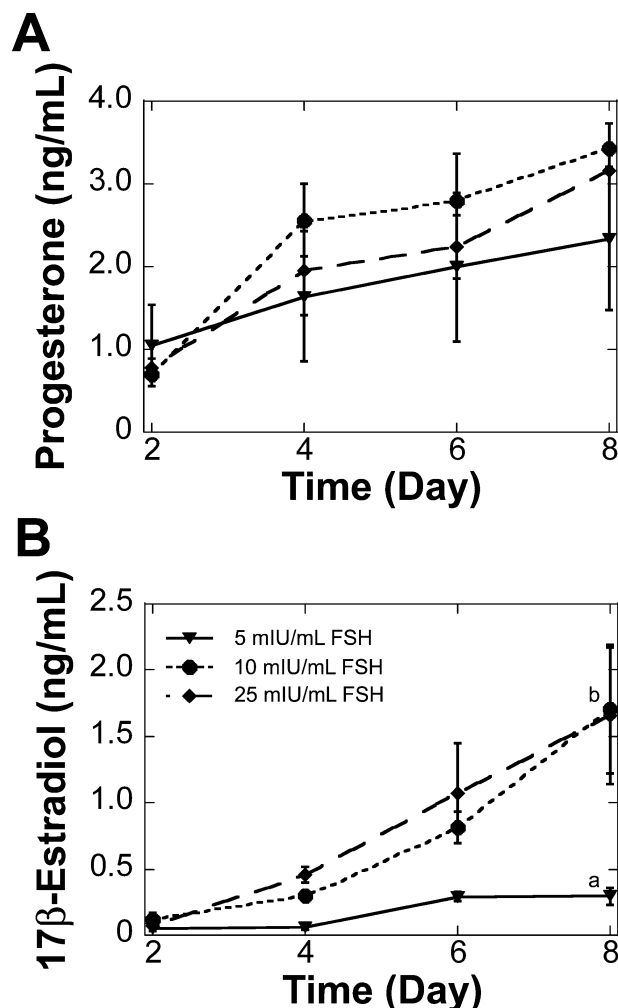 A
Progesterone (ng/mL)
4.0
3.0
2.0
1.0
0
2 4 6 8
Time (Day)
B
17β-Estradiol (ng/mL)
2.5
2.0
1.5
1.0
0.5
0
5 mIU/mL FSH
10 mIU/mL FSH
25 mIU/mL FSH
b
a
2 4 6 8
Time (Day)